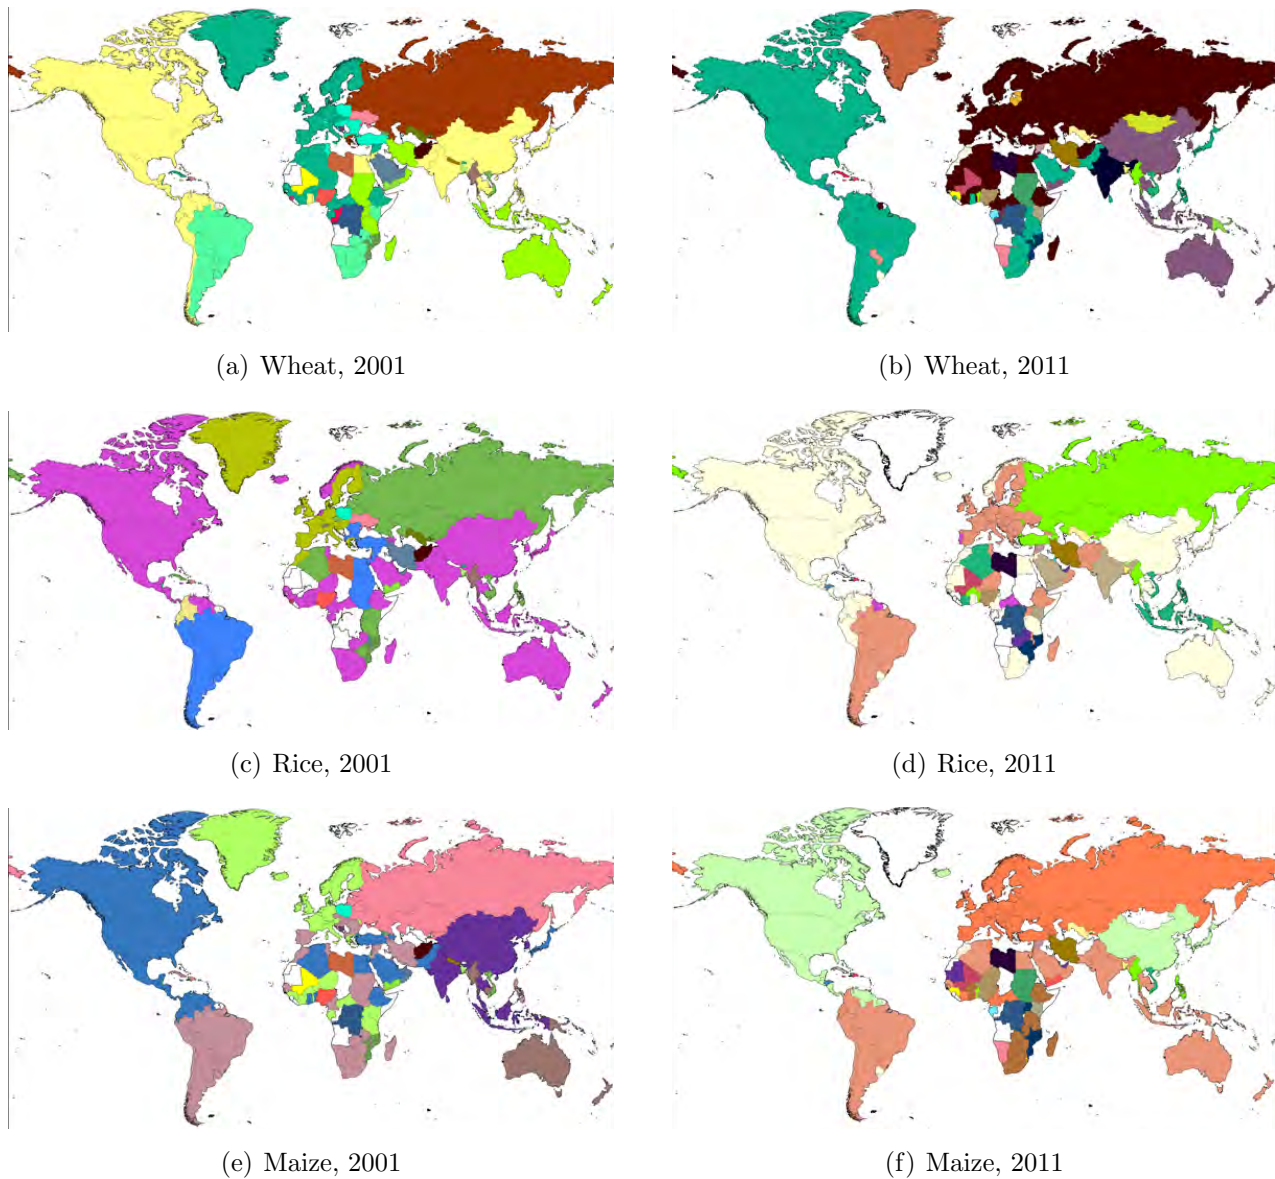 (a) Wheat, 2001
(b) Wheat, 2011
(c) Rice, 2001
(d) Rice, 2011
(e) Maize, 2001
(f) Maize, 2011